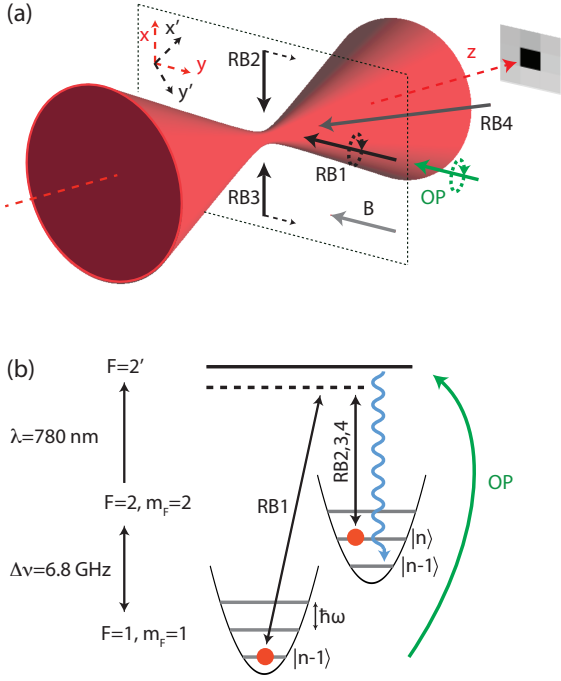 (a)
x
x'
y
y'
RB2
z
RB4
RB1
OP
RB3
B
(b)
F=2'
λ=780 nm
RB1
RB2,3,4
OP
F=2, m_F=2
|n⟩
|n-1⟩
Δν=6.8 GHz
ħω
F=1, m_F=1
|n-1⟩